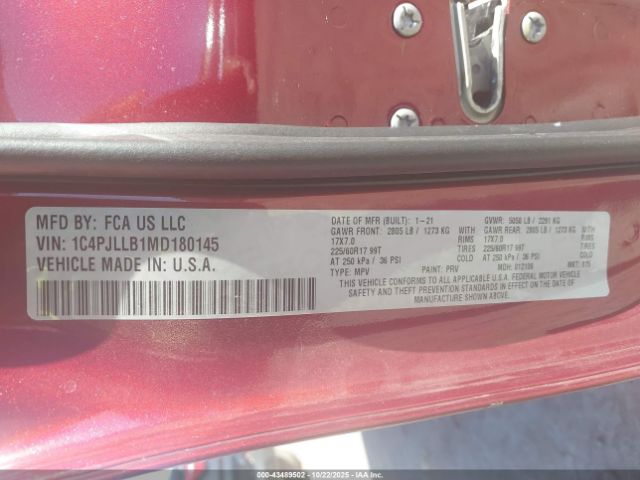 MFD BY: FCA US LLC
VIN: 1C4PJLLB1MD180145
VEHICLE MADE IN: U.S.A.
DATE OF MFR (BUILT): 1-21 GVWR: 5050 LB / 2291 KG
GAWR FRONT: 2805 LB / 1273 KG WITH GAWR REAR: 2805 LB / 1273 KG WITH
17X7.0 RIMS 17X7.0 RIMS
225/60R17 99T TIRES 225/60R17 99T TIRES
AT 250 kPa / 36 PSI COLD AT 250 kPa / 36 PSI COLD
TYPE: MPV PAINT: PRV MDH: 012106
THIS VEHICLE CONFORMS TO ALL APPLICABLE U.S.A. FEDERAL MOTOR VEHICLE
SAFETY AND THEFT PREVENTION STANDARDS IN EFFECT ON THE DATE OF
MANUFACTURE SHOWN ABOVE.
000-43489502 - 10/22/2025 - IAAI.COM